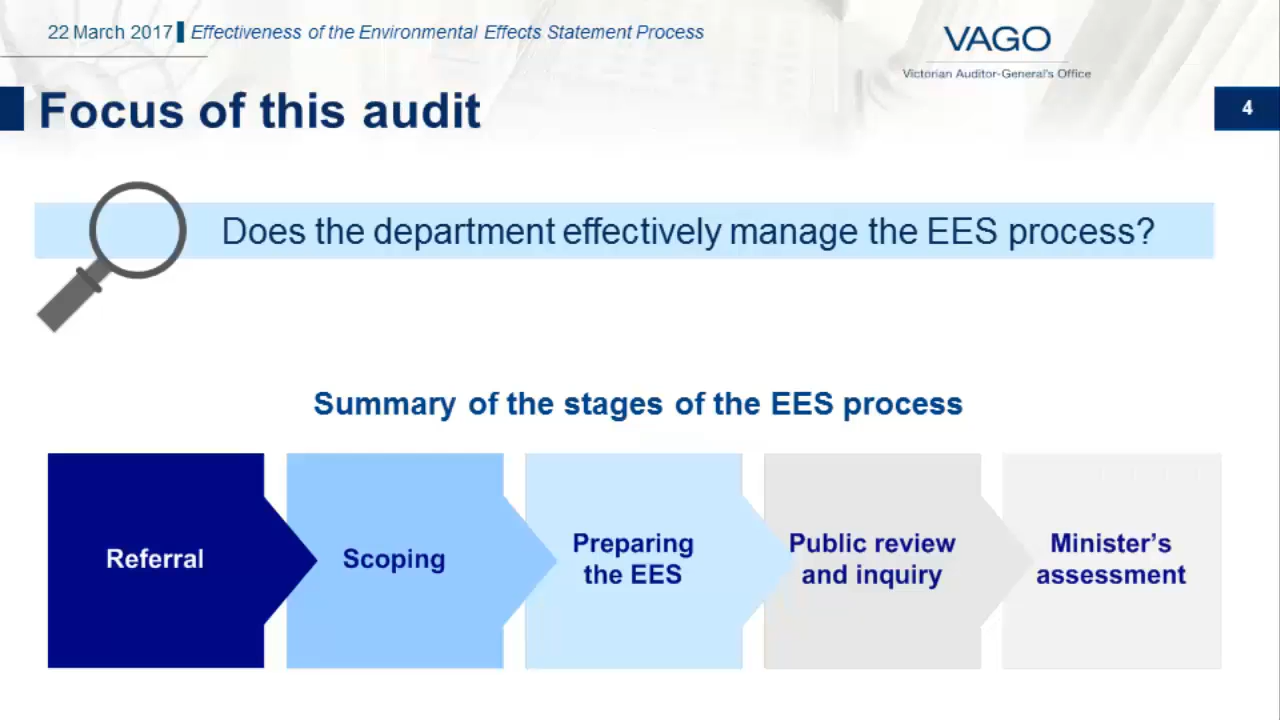 22 March 2017 Effectiveness of the Environmental Effects Statement Process
VAGO
Victorian Auditor-General's Office
Focus of this audit
4
Does the department effectively manage the EES process?
Summary of the stages of the EES process
Referral
Scoping
Preparing
the EES
Public review
and inquiry
Minister’s
assessment